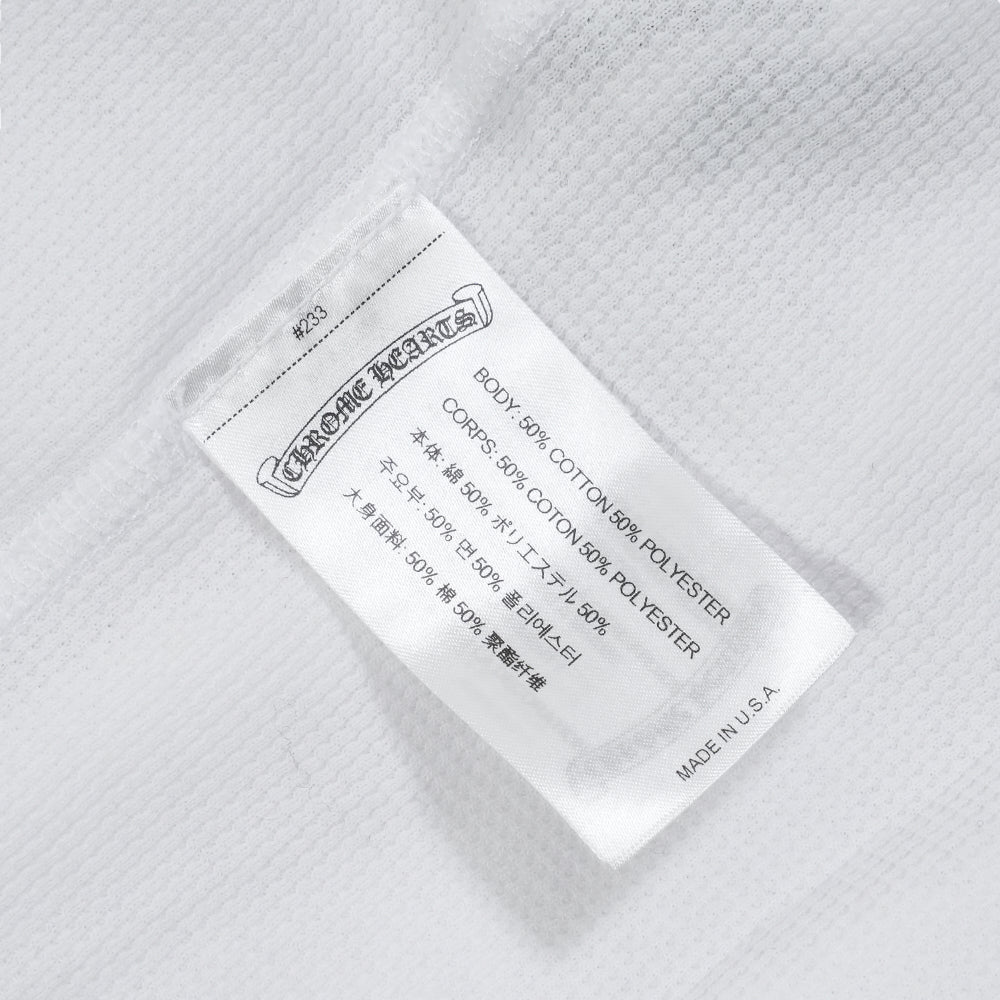 #233
CHROME HEARTS
BODY: 50% COTTON 50% POLYESTER
CORPS: 50% COTON 50% POLYESTER
本体: 綿 50% ポリエステル 50%
주요부: 50% 면 50% 폴리에스터
大身面料: 50% 棉 50% 聚酯纤维
MADE IN U.S.A.